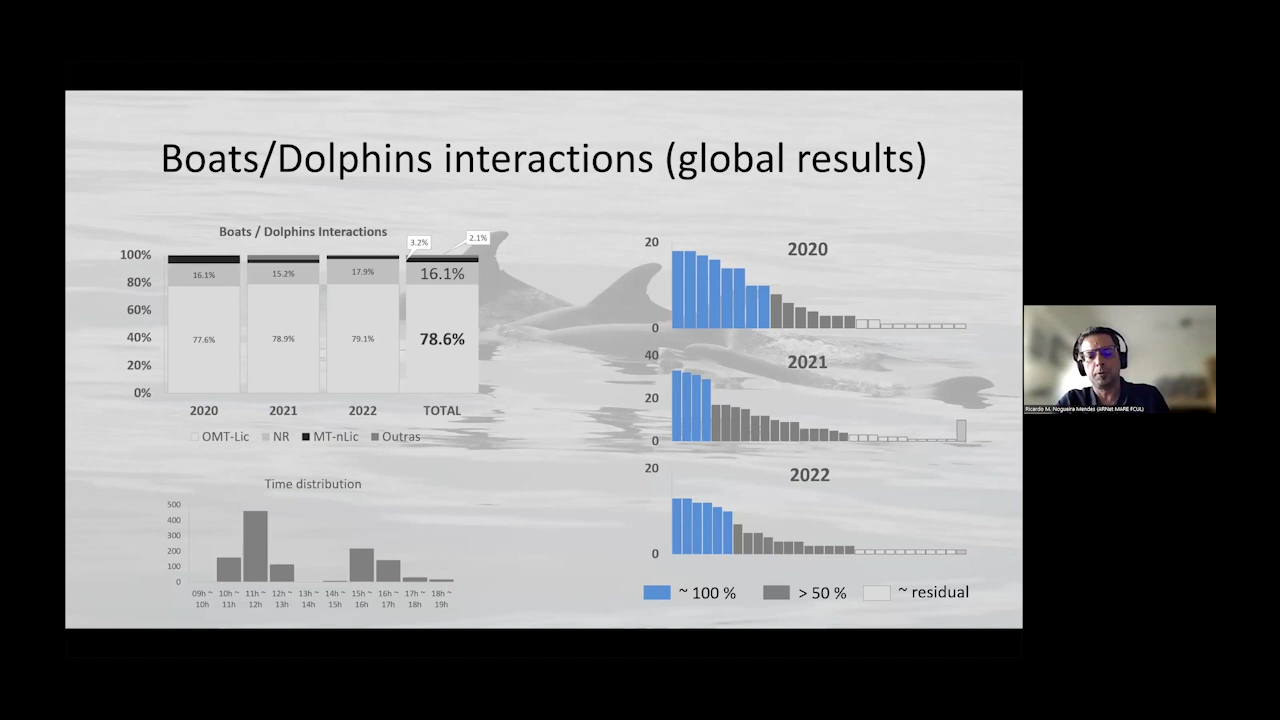 Boats/Dolphins interactions (global results)
Boats / Dolphins Interactions
3.2%
2.1%
100%
80%
60%
40%
20%
0%
16.1%
15.2%
17.9%
16.1%
77.6%
78.9%
79.1%
78.6%
2020
2021
2022
TOTAL
OMT-Lic
NR
MT-nLic
Outras
Time distribution
500
400
300
200
100
0
09h ~ 10h
10h ~ 11h
11h ~ 12h
12h ~ 13h
13h ~ 14h
14h ~ 15h
15h ~ 16h
16h ~ 17h
17h ~ 18h
18h ~ 19h
20
0
2020
40
20
0
2021
20
0
2022
~ 100 %
> 50 %
~ residual
Ricardo M. Nogueira Mendes (ARNet MARE FCUL)